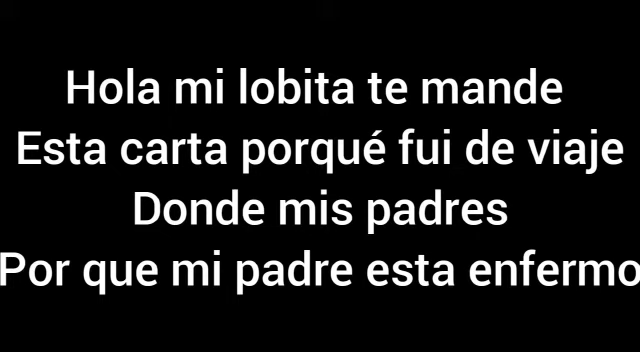 Hola mi lobita te mande
Esta carta porqué fui de viaje
Donde mis padres
Por que mi padre esta enfermo